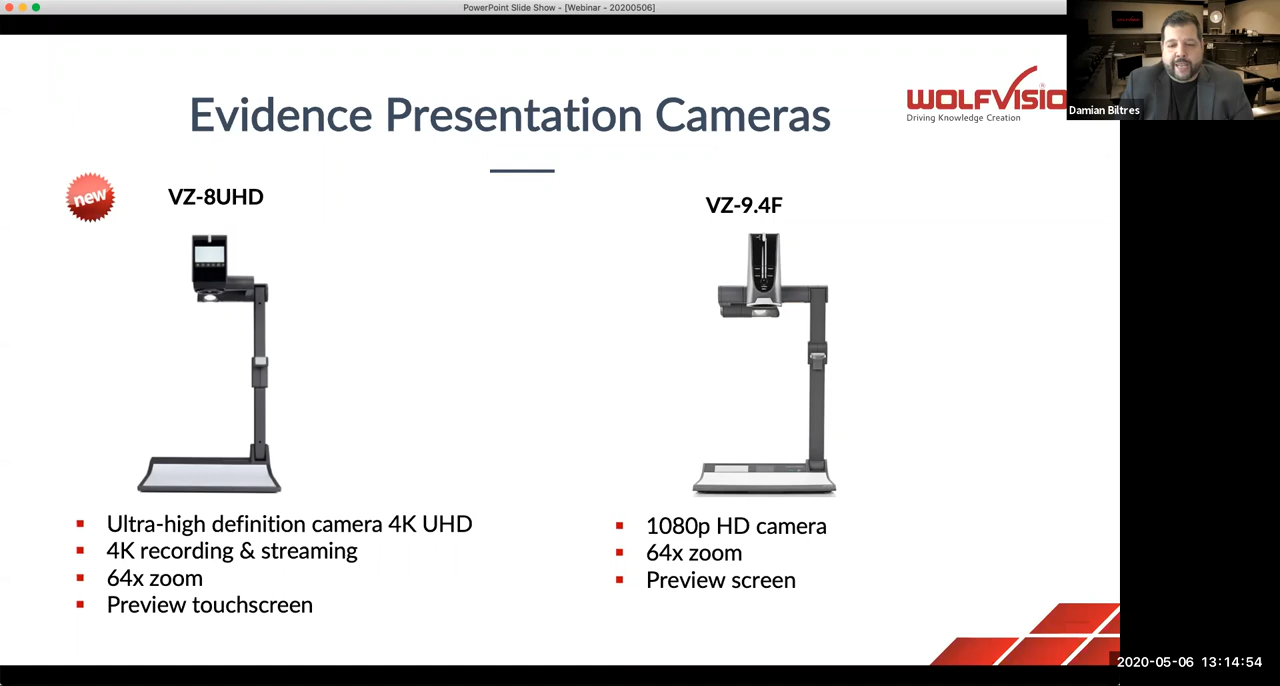 PowerPoint Slide Show - [Webinar - 20200506]
Evidence Presentation Cameras
WOLFVISIO
Driving Knowledge Creation
Damian Biltres
new
VZ-8UHD
VZ-9.4F
▪ Ultra-high definition camera 4K UHD
▪ 4K recording & streaming
▪ 64x zoom
▪ Preview touchscreen
▪ 1080p HD camera
▪ 64x zoom
▪ Preview screen
2020-05-06 13:14:54